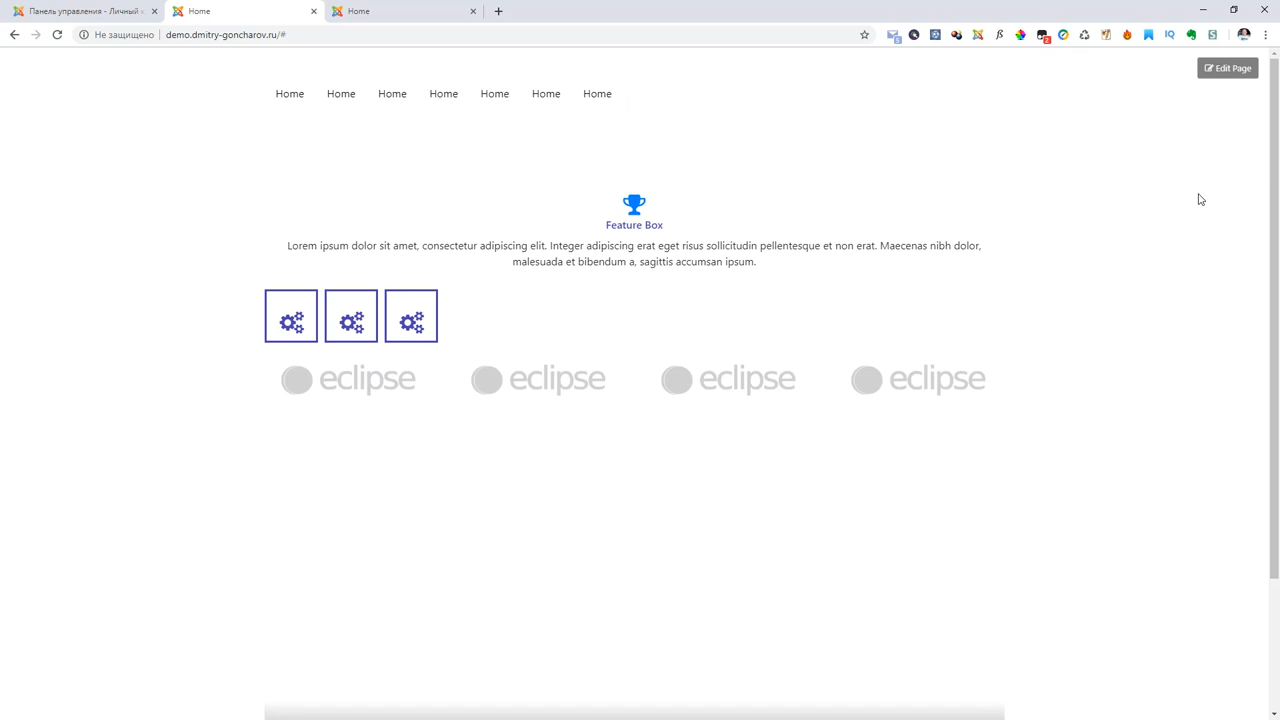 Панель управления - Личный
Home
Home
Не защищено
demo.dmitry-goncharov.ru/#
Edit Page
Home Home Home Home Home Home Home
Feature Box
Lorem ipsum dolor sit amet, consectetur adipiscing elit. Integer adipiscing erat eget risus sollicitudin pellentesque et non erat. Maecenas nibh dolor,
malesuada et bibendum a, sagittis accumsan ipsum.
eclipse eclipse eclipse eclipse